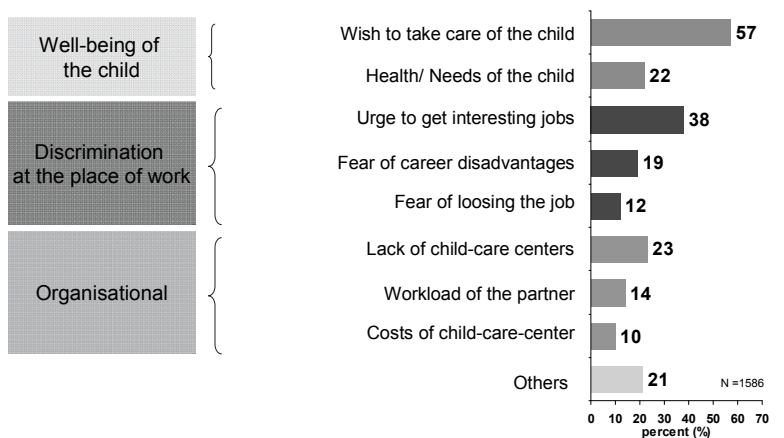 Well-being of
the child
Discrimination
at the place of work
Organisational
Wish to take care of the child 57
Health/ Needs of the child 22
Urge to get interesting jobs 38
Fear of career disadvantages 19
Fear of loosing the job 12
Lack of child-care centers 23
Workload of the partner 14
Costs of child-care-center 10
Others 21
N =1586
0 10 20 30 40 50 60 70
percent (%)